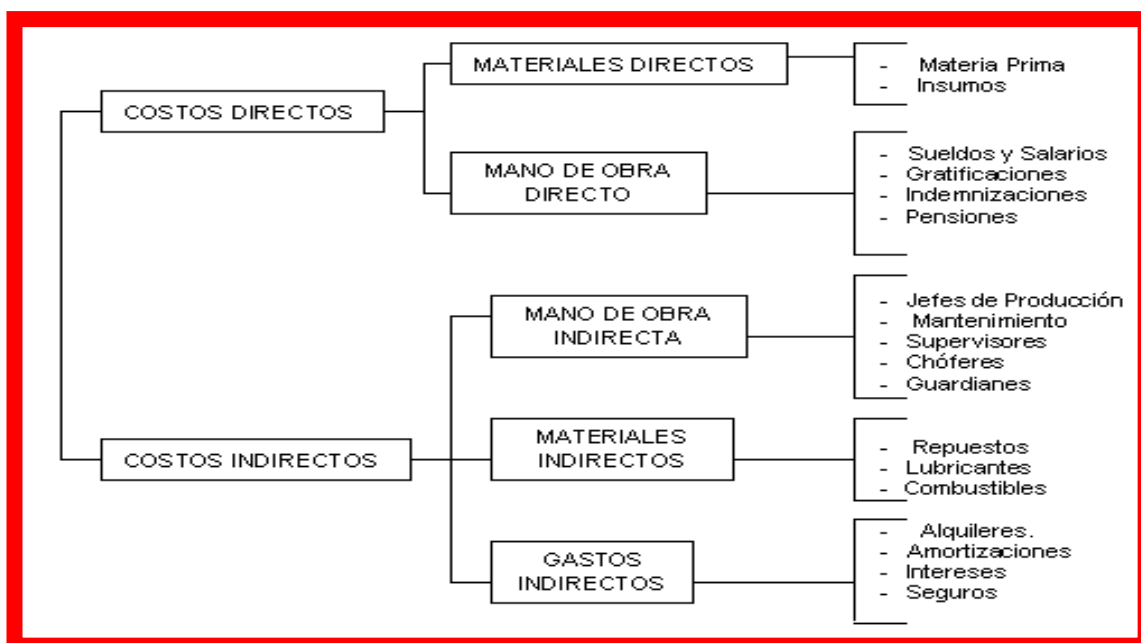 COSTOS DIRECTOS
MATERIALES DIRECTOS
- Materia Prima
- Insumos
MANO DE OBRA
DIRECTO
- Sueldos y Salarios
- Gratificaciones
- Indemnizaciones
- Pensiones
COSTOS INDIRECTOS
MANO DE OBRA
INDIRECTA
- Jefes de Producción
- Mantenimiento
- Supervisores
- Chóferes
- Guardianes
MATERIALES
INDIRECTOS
- Repuestos
- Lubricantes
- Combustibles
GASTOS
INDIRECTOS
- Alquileres.
- Amortizaciones
- Intereses
- Seguros